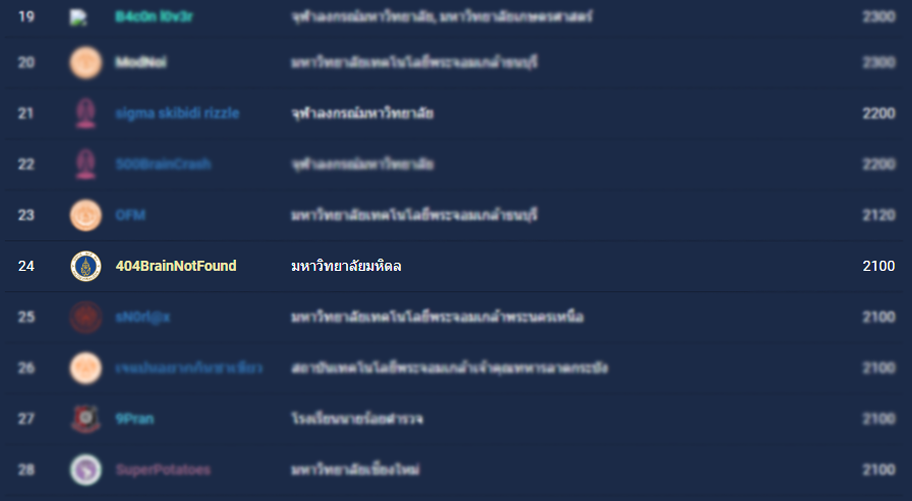 19 B4c0n l0v3r จุฬาลงกรณ์มหาวิทยาลัย, มหาวิทยาลัยเกษตรศาสตร์ 2300
20 ModNoi มหาวิทยาลัยเทคโนโลยีพระจอมเกล้าธนบุรี 2300
21 sigma skibidi rizzle จุฬาลงกรณ์มหาวิทยาลัย 2200
22 500BrainCrash จุฬาลงกรณ์มหาวิทยาลัย 2200
23 OFM มหาวิทยาลัยเทคโนโลยีพระจอมเกล้าธนบุรี 2120
24 404BrainNotFound มหาวิทยาลัยมหิดล 2100
25 sN0rl@x มหาวิทยาลัยเทคโนโลยีพระจอมเกล้าพระนครเหนือ 2100
26 สถาบันเทคโนโลยีพระจอมเกล้าเจ้าคุณทหารลาดกระบัง 2100
27 9Pran โรงเรียนนายร้อยตำรวจ 2100
28 SuperPotatoes มหาวิทยาลัยเชียงใหม่ 2100